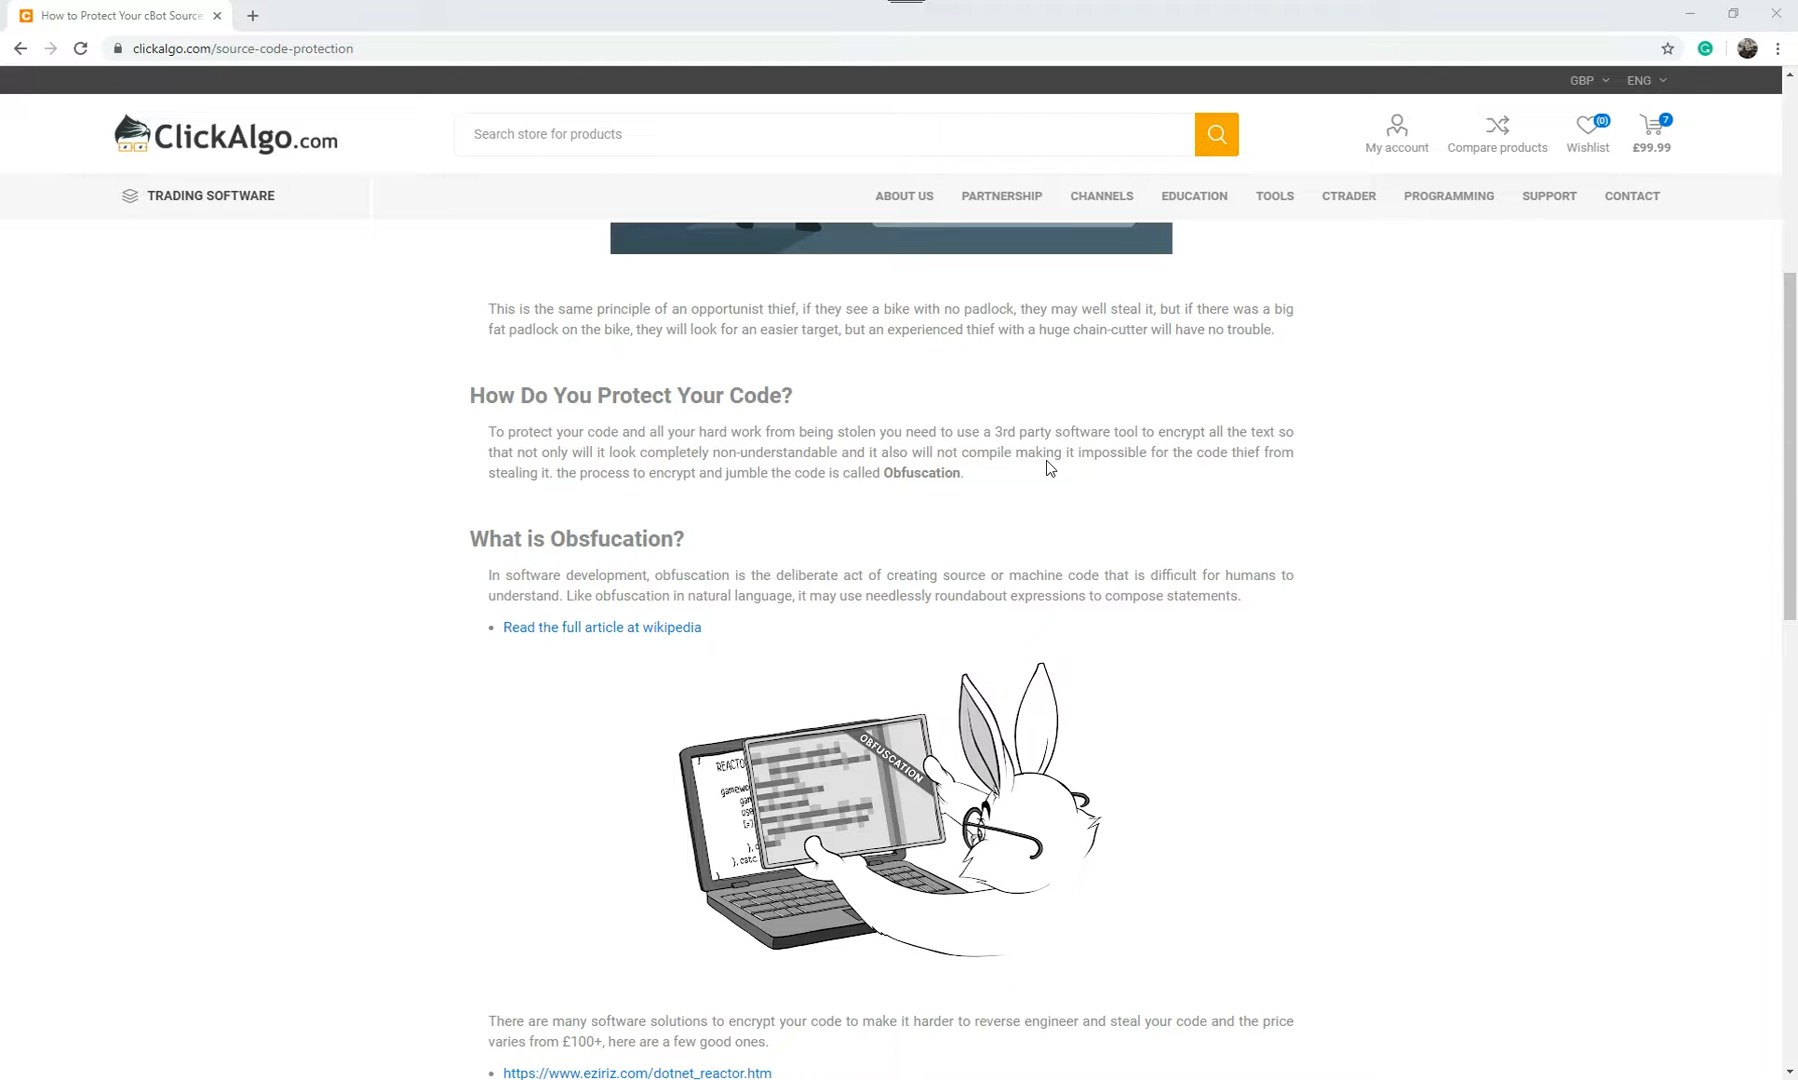 How to Protect Your cBot Source
clickalgo.com/source-code-protection
GBP ENG
ClickAlgo.com
Search store for products
(0) 7
My account Compare products Wishlist £99.99
TRADING SOFTWARE ABOUT US PARTNERSHIP CHANNELS EDUCATION TOOLS CTRADER PROGRAMMING SUPPORT CONTACT
This is the same principle of an opportunist thief, if they see a bike with no padlock, they may well steal it, but if there was a big
fat padlock on the bike, they will look for an easier target, but an experienced thief with a huge chain-cutter will have no trouble.
How Do You Protect Your Code?
To protect your code and all your hard work from being stolen you need to use a 3rd party software tool to encrypt all the text so
that not only will it look completely non-understandable and it also will not compile making it impossible for the code thief from
stealing it. the process to encrypt and jumble the code is called Obfuscation.
What is Obsfucation?
In software development, obfuscation is the deliberate act of creating source or machine code that is difficult for humans to
understand. Like obfuscation in natural language, it may use needlessly roundabout expressions to compose statements.
• Read the full article at wikipedia
OBFUSCATION
}
REACTO
gamewo
gam
use
[=]
},c
},catc
}
There are many software solutions to encrypt your code to make it harder to reverse engineer and steal your code and the price
varies from £100+, here are a few good ones.
• https://www.eziriz.com/dotnet_reactor.htm